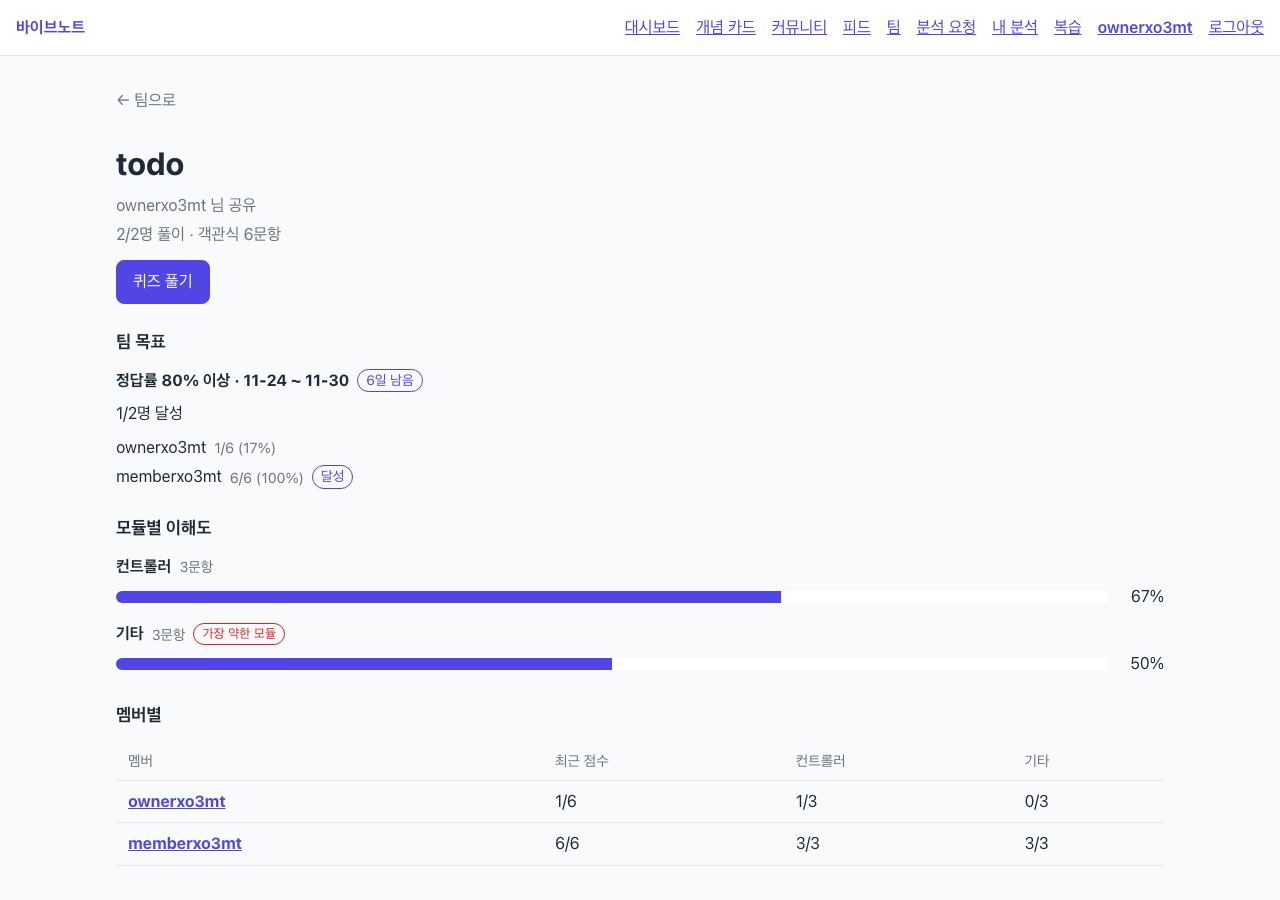 바이브노트 대시보드 개념 카드 커뮤니티 피드 팀 분석 요청 내 분석 복습 ownerxo3mt 로그아웃
← 팀으로
todo
ownerxo3mt 님 공유
2/2명 풀이 · 객관식 6문항
퀴즈 풀기
팀 목표
정답률 80% 이상 · 11-24 ~ 11-30 6일 남음
1/2명 달성
ownerxo3mt 1/6 (17%)
memberxo3mt 6/6 (100%) 달성
모듈별 이해도
컨트롤러 3문항
67%
기타 3문항 가장 약한 모듈
50%
멤버별
멤버 최근 점수 컨트롤러 기타
ownerxo3mt 1/6 1/3 0/3
memberxo3mt 6/6 3/3 3/3